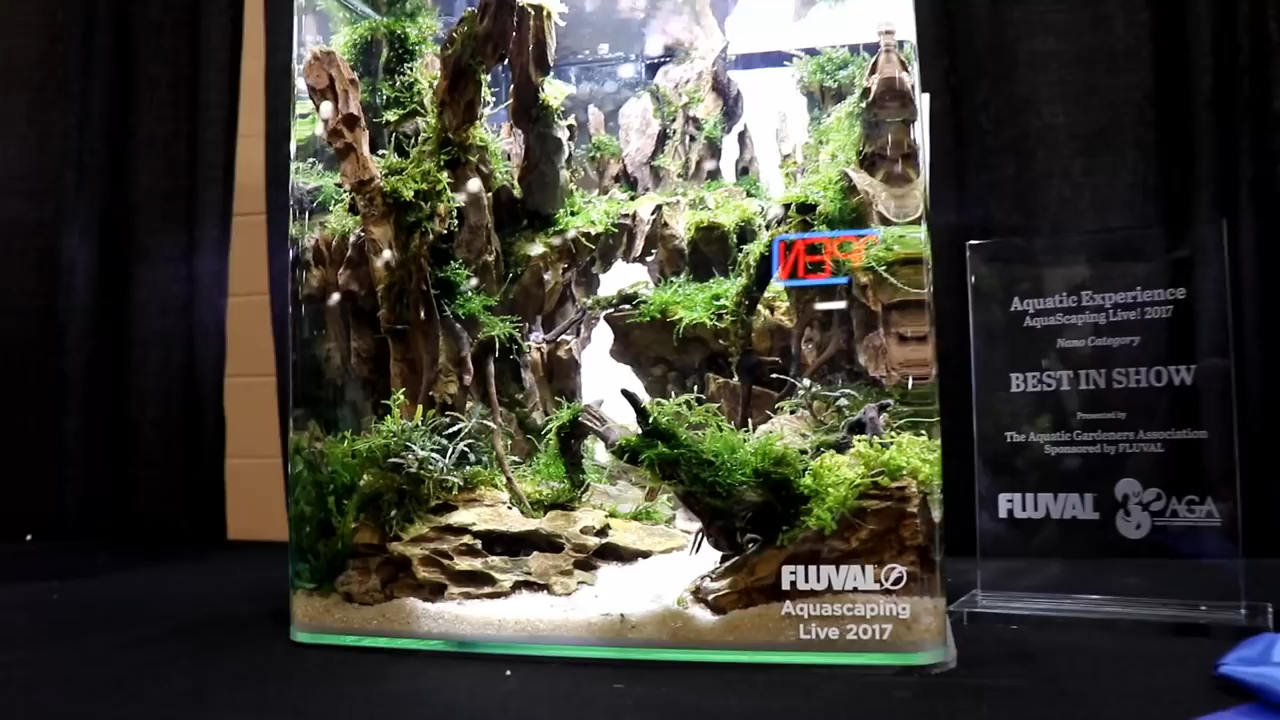 OPEN
Aquatic Experience
AquaScaping Live! 2017
Nano Category
BEST IN SHOW
Presented by
The Aquatic Gardeners Association
Sponsored by FLUVAL
FLUVAL AGA
FLUVAL
Aquascaping
Live 2017